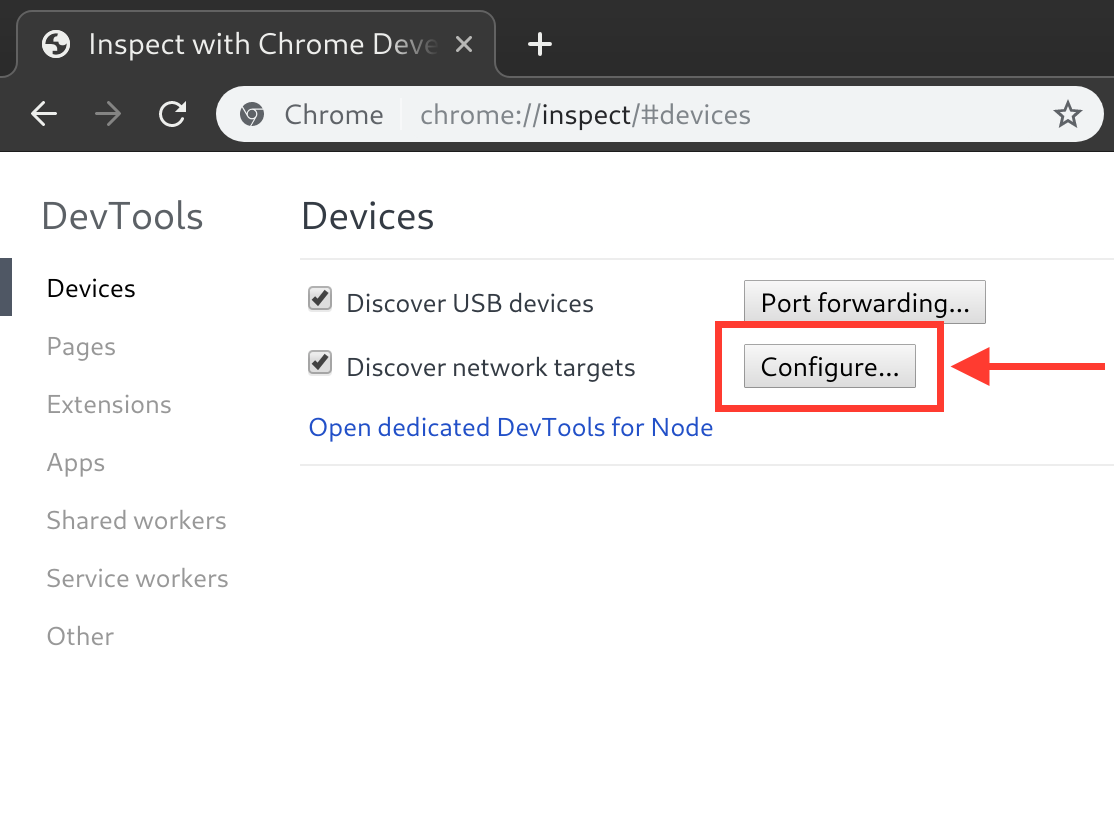 Inspect with Chrome Deve
Chrome chrome://inspect/#devices
DevTools
Devices
Pages
Extensions
Apps
Shared workers
Service workers
Other
Devices
Discover USB devices Port forwarding...
Discover network targets Configure...
Open dedicated DevTools for Node